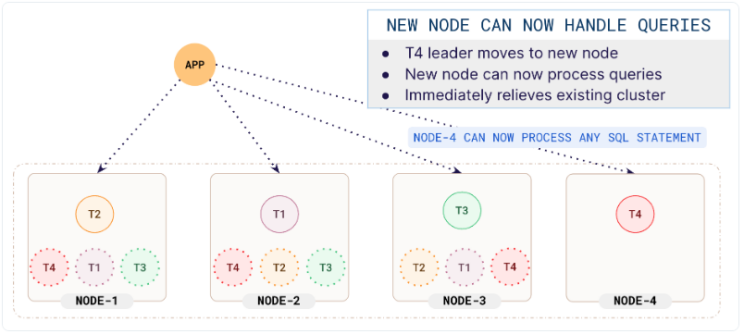 NEW NODE CAN NOW HANDLE QUERIES
● T4 leader moves to new node
● New node can now process queries
● Immediately relieves existing cluster
APP
NODE-4 CAN NOW PROCESS ANY SQL STATEMENT
T2
T4 T1 T3
NODE-1
T1
T4 T2 T3
NODE-2
T3
T2 T1 T4
NODE-3
T4
NODE-4